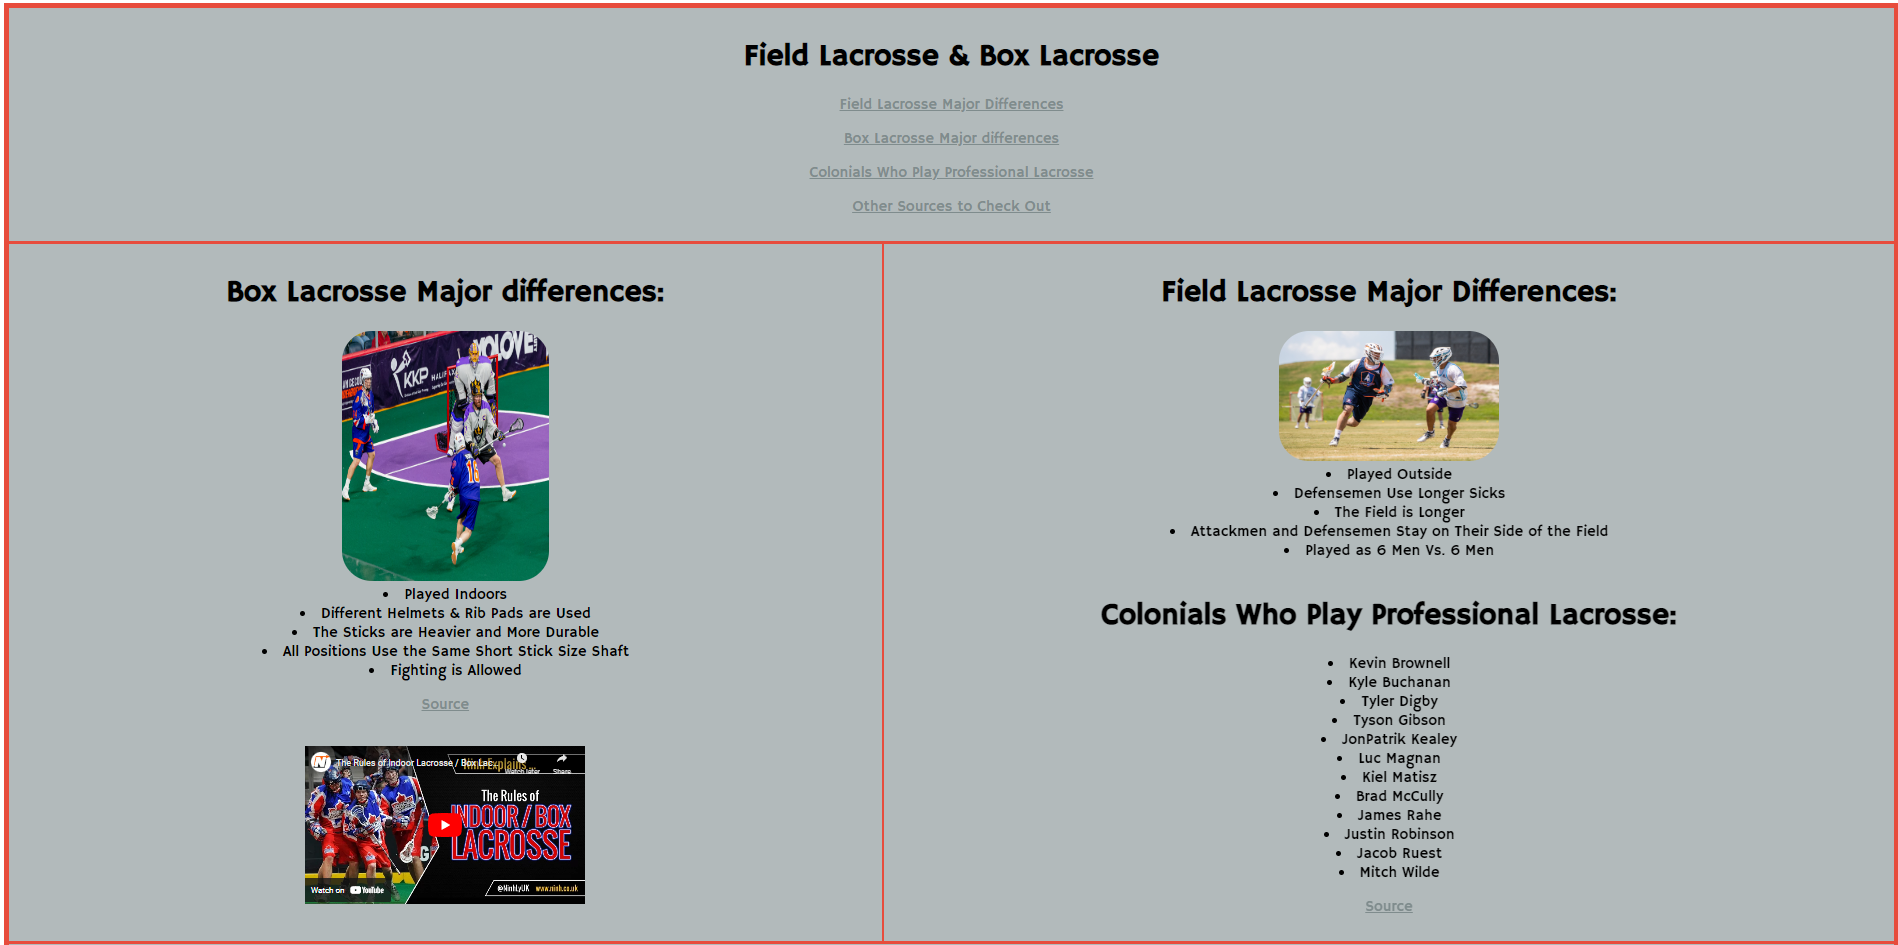 Field Lacrosse & Box Lacrosse
Field Lacrosse Major Differences
Box Lacrosse Major differences
Colonials Who Play Professional Lacrosse
Other Sources to Check Out
Box Lacrosse Major differences:
KKP
HALIFAX
16
Played Indoors
Different Helmets & Rib Pads are Used
The Sticks are Heavier and More Durable
All Positions Use the Same Short Stick Size Shaft
Fighting is Allowed
Source
The Rules of Indoor Lacrosse / Box Lac...
Watch later
Share
Ninh Explains...
The Rules of
INDOOR / BOX
LACROSSE
Watch on YouTube
@NinhLyUK www.ninh.co.uk
Field Lacrosse Major Differences:
Played Outside
Defensemen Use Longer Sicks
The Field is Longer
Attackmen and Defensemen Stay on Their Side of the Field
Played as 6 Men Vs. 6 Men
Colonials Who Play Professional Lacrosse:
Kevin Brownell
Kyle Buchanan
Tyler Digby
Tyson Gibson
JonPatrik Kealey
Luc Magnan
Kiel Matisz
Brad McCully
James Rahe
Justin Robinson
Jacob Ruest
Mitch Wilde
Source